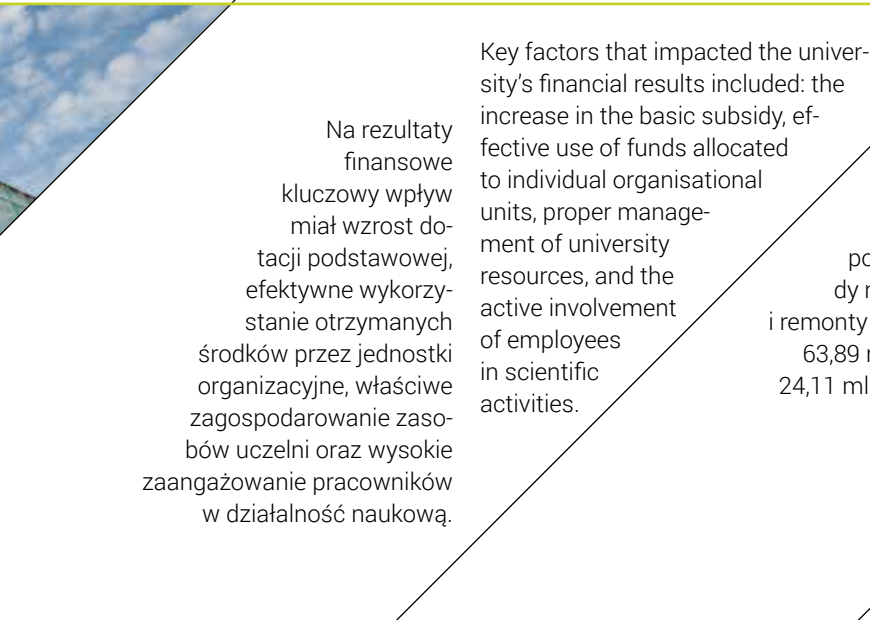 Na rezultaty
finansowe
kluczowy wpływ
miał wzrost do-
tacji podstawowej,
efektywne wykorzy-
stanie otrzymanych
środków przez jednostki
organizacyjne, właściwe
zagospodarowanie zaso-
bów uczelni oraz wysokie
zaangażowanie pracowników
w działalność naukową.
Key factors that impacted the univer-
sity’s financial results included: the
increase in the basic subsidy, ef-
fective use of funds allocated
to individual organisational
units, proper manage-
ment of university
resources, and the
active involvement
of employees
in scientific
activities.
i remonty
63,89
24,11